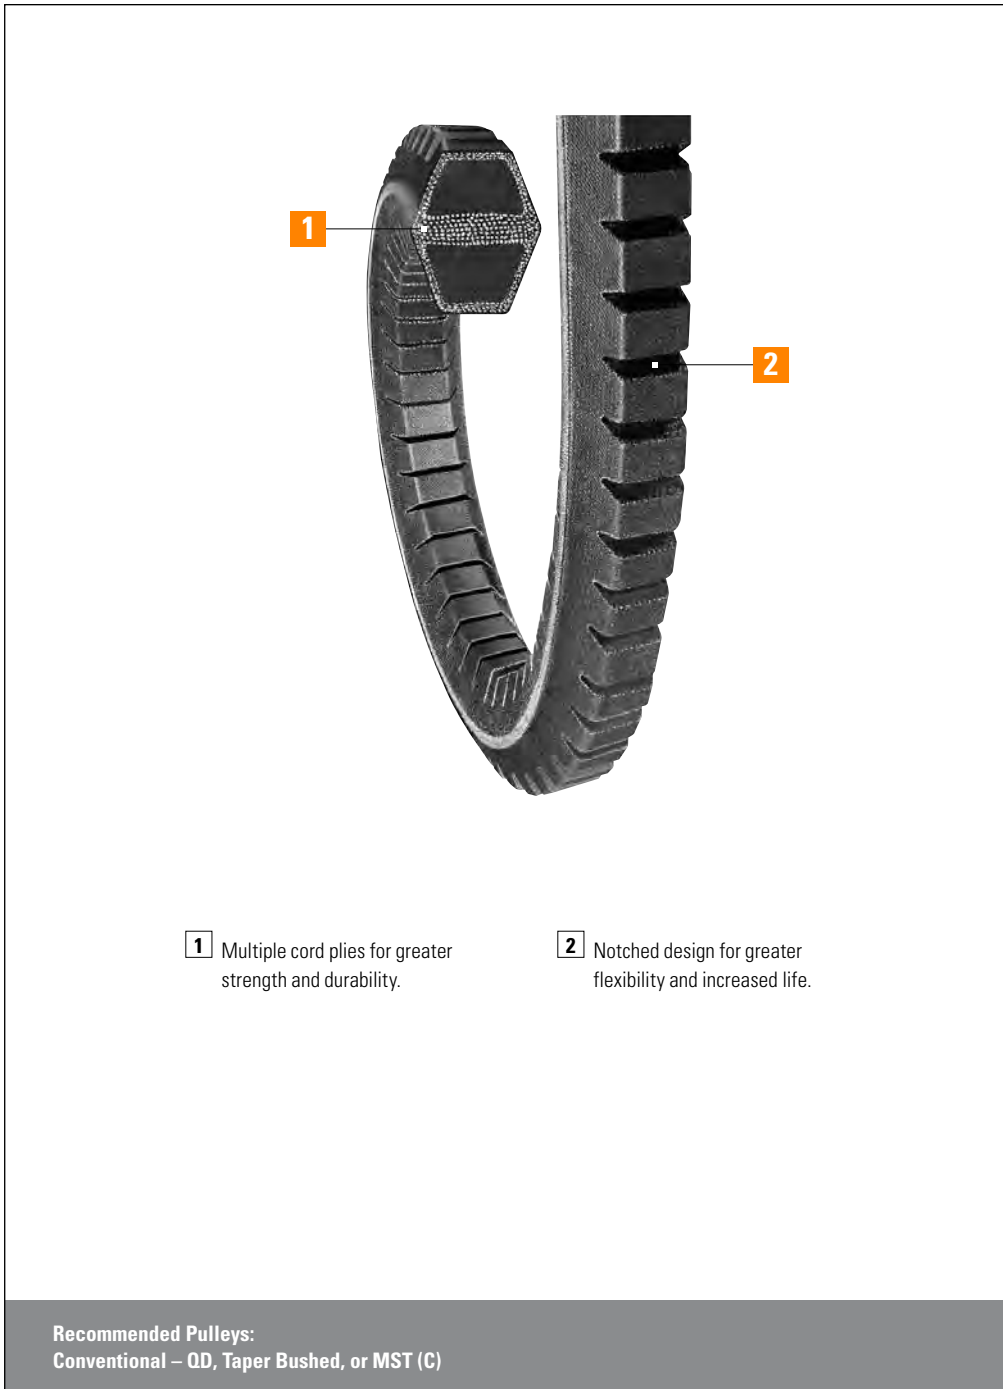 1
2
1 Multiple cord plies for greater
strength and durability.
2 Notched design for greater
flexibility and increased life.
Recommended Pulleys:
Conventional – QD, Taper Bushed, or MST (C)